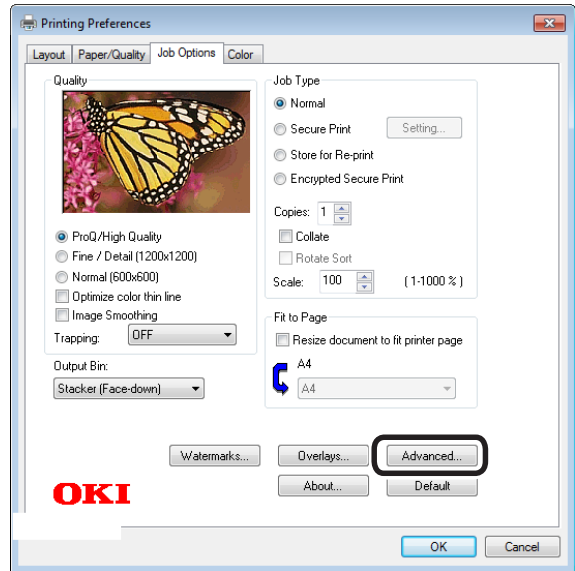 Printing Preferences
Layout Paper/Quality Job Options Color
Quality
ProQ/High Quality
Fine / Detail (1200x1200)
Normal (600x600)
Optimize color thin line
Image Smoothing
Trapping: OFF
Output Bin:
Stacker (Face-down)
Job Type
Normal
Secure Print Setting...
Store for Re-print
Encrypted Secure Print
Copies: 1
Collate
Rotate Sort
Scale: 100 (1-1000 %)
Fit to Page
Resize document to fit printer page
A4
A4
Watermarks... Overlays... Advanced...
About... Default
OKI
OK Cancel